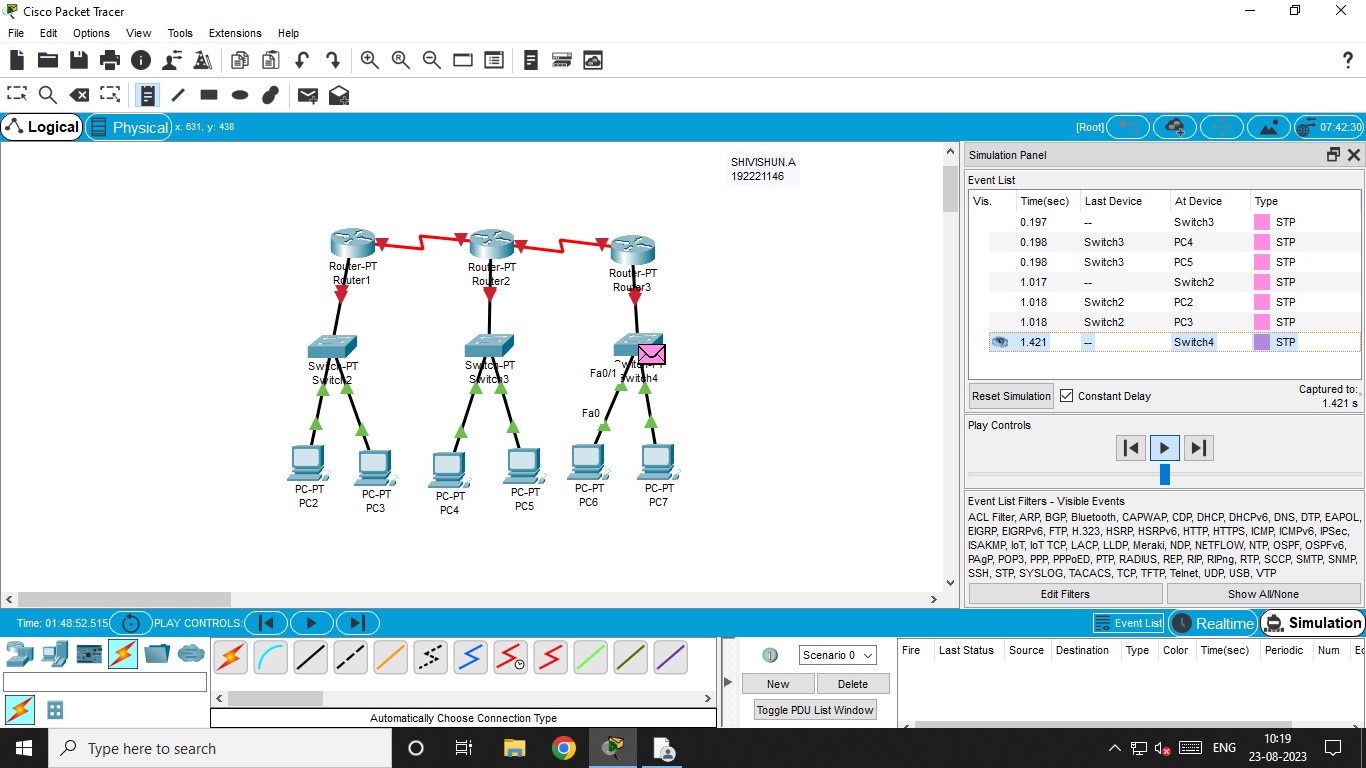 Cisco Packet Tracer
File Edit Options View Tools Extensions Help
Logical Physical x: 631, y: 438 [Root] 07:42:30
SHIVISHUN.A
192221146
Router-PT
Router1
Router-PT
Router2
Router-PT
Router3
Switch-PT
Switch2
Switch-PT
Switch3
Switch-PT
Switch4
Fa0/1
Fa0
PC-PT
PC2
PC-PT
PC3
PC-PT
PC4
PC-PT
PC5
PC-PT
PC6
PC-PT
PC7
Simulation Panel
Event List
Vis. Time(sec) Last Device At Device Type
0.197 -- Switch3 STP
0.198 Switch3 PC4 STP
0.198 Switch3 PC5 STP
1.017 -- Switch2 STP
1.018 Switch2 PC2 STP
1.018 Switch2 PC3 STP
1.421 -- Switch4 STP
Reset Simulation Constant Delay
Captured to:
1.421 s
Play Controls
Event List Filters - Visible Events
ACL Filter, ARP, BGP, Bluetooth, CAPWAP, CDP, DHCP, DHCPv6, DNS, DTP, EAPOL,
EIGRP, EIGRPv6, FTP, H.323, HSRP, HSRPv6, HTTP, HTTPS, ICMP, ICMPv6, IPSec,
ISAKMP, IoT, IoT TCP, LACP, LLDP, Meraki, NDP, NETFLOW, NTP, OSPF, OSPFv6,
PAgP, POP3, PPP, PPPoED, PTP, RADIUS, REP, RIP, RIPng, RTP, SCCP, SMTP, SNMP,
SSH, STP, SYSLOG, TACACS, TCP, TFTP, Telnet, UDP, USB, VTP
Edit Filters Show All/None
Time: 01:48:52.515 PLAY CONTROLS: Event List Realtime Simulation
Automatically Choose Connection Type
Scenario 0
New Delete
Toggle PDU List Window
Fire Last Status Source Destination Type Color Time(sec) Periodic Num
Type here to search
ENG
10:19
23-08-2023